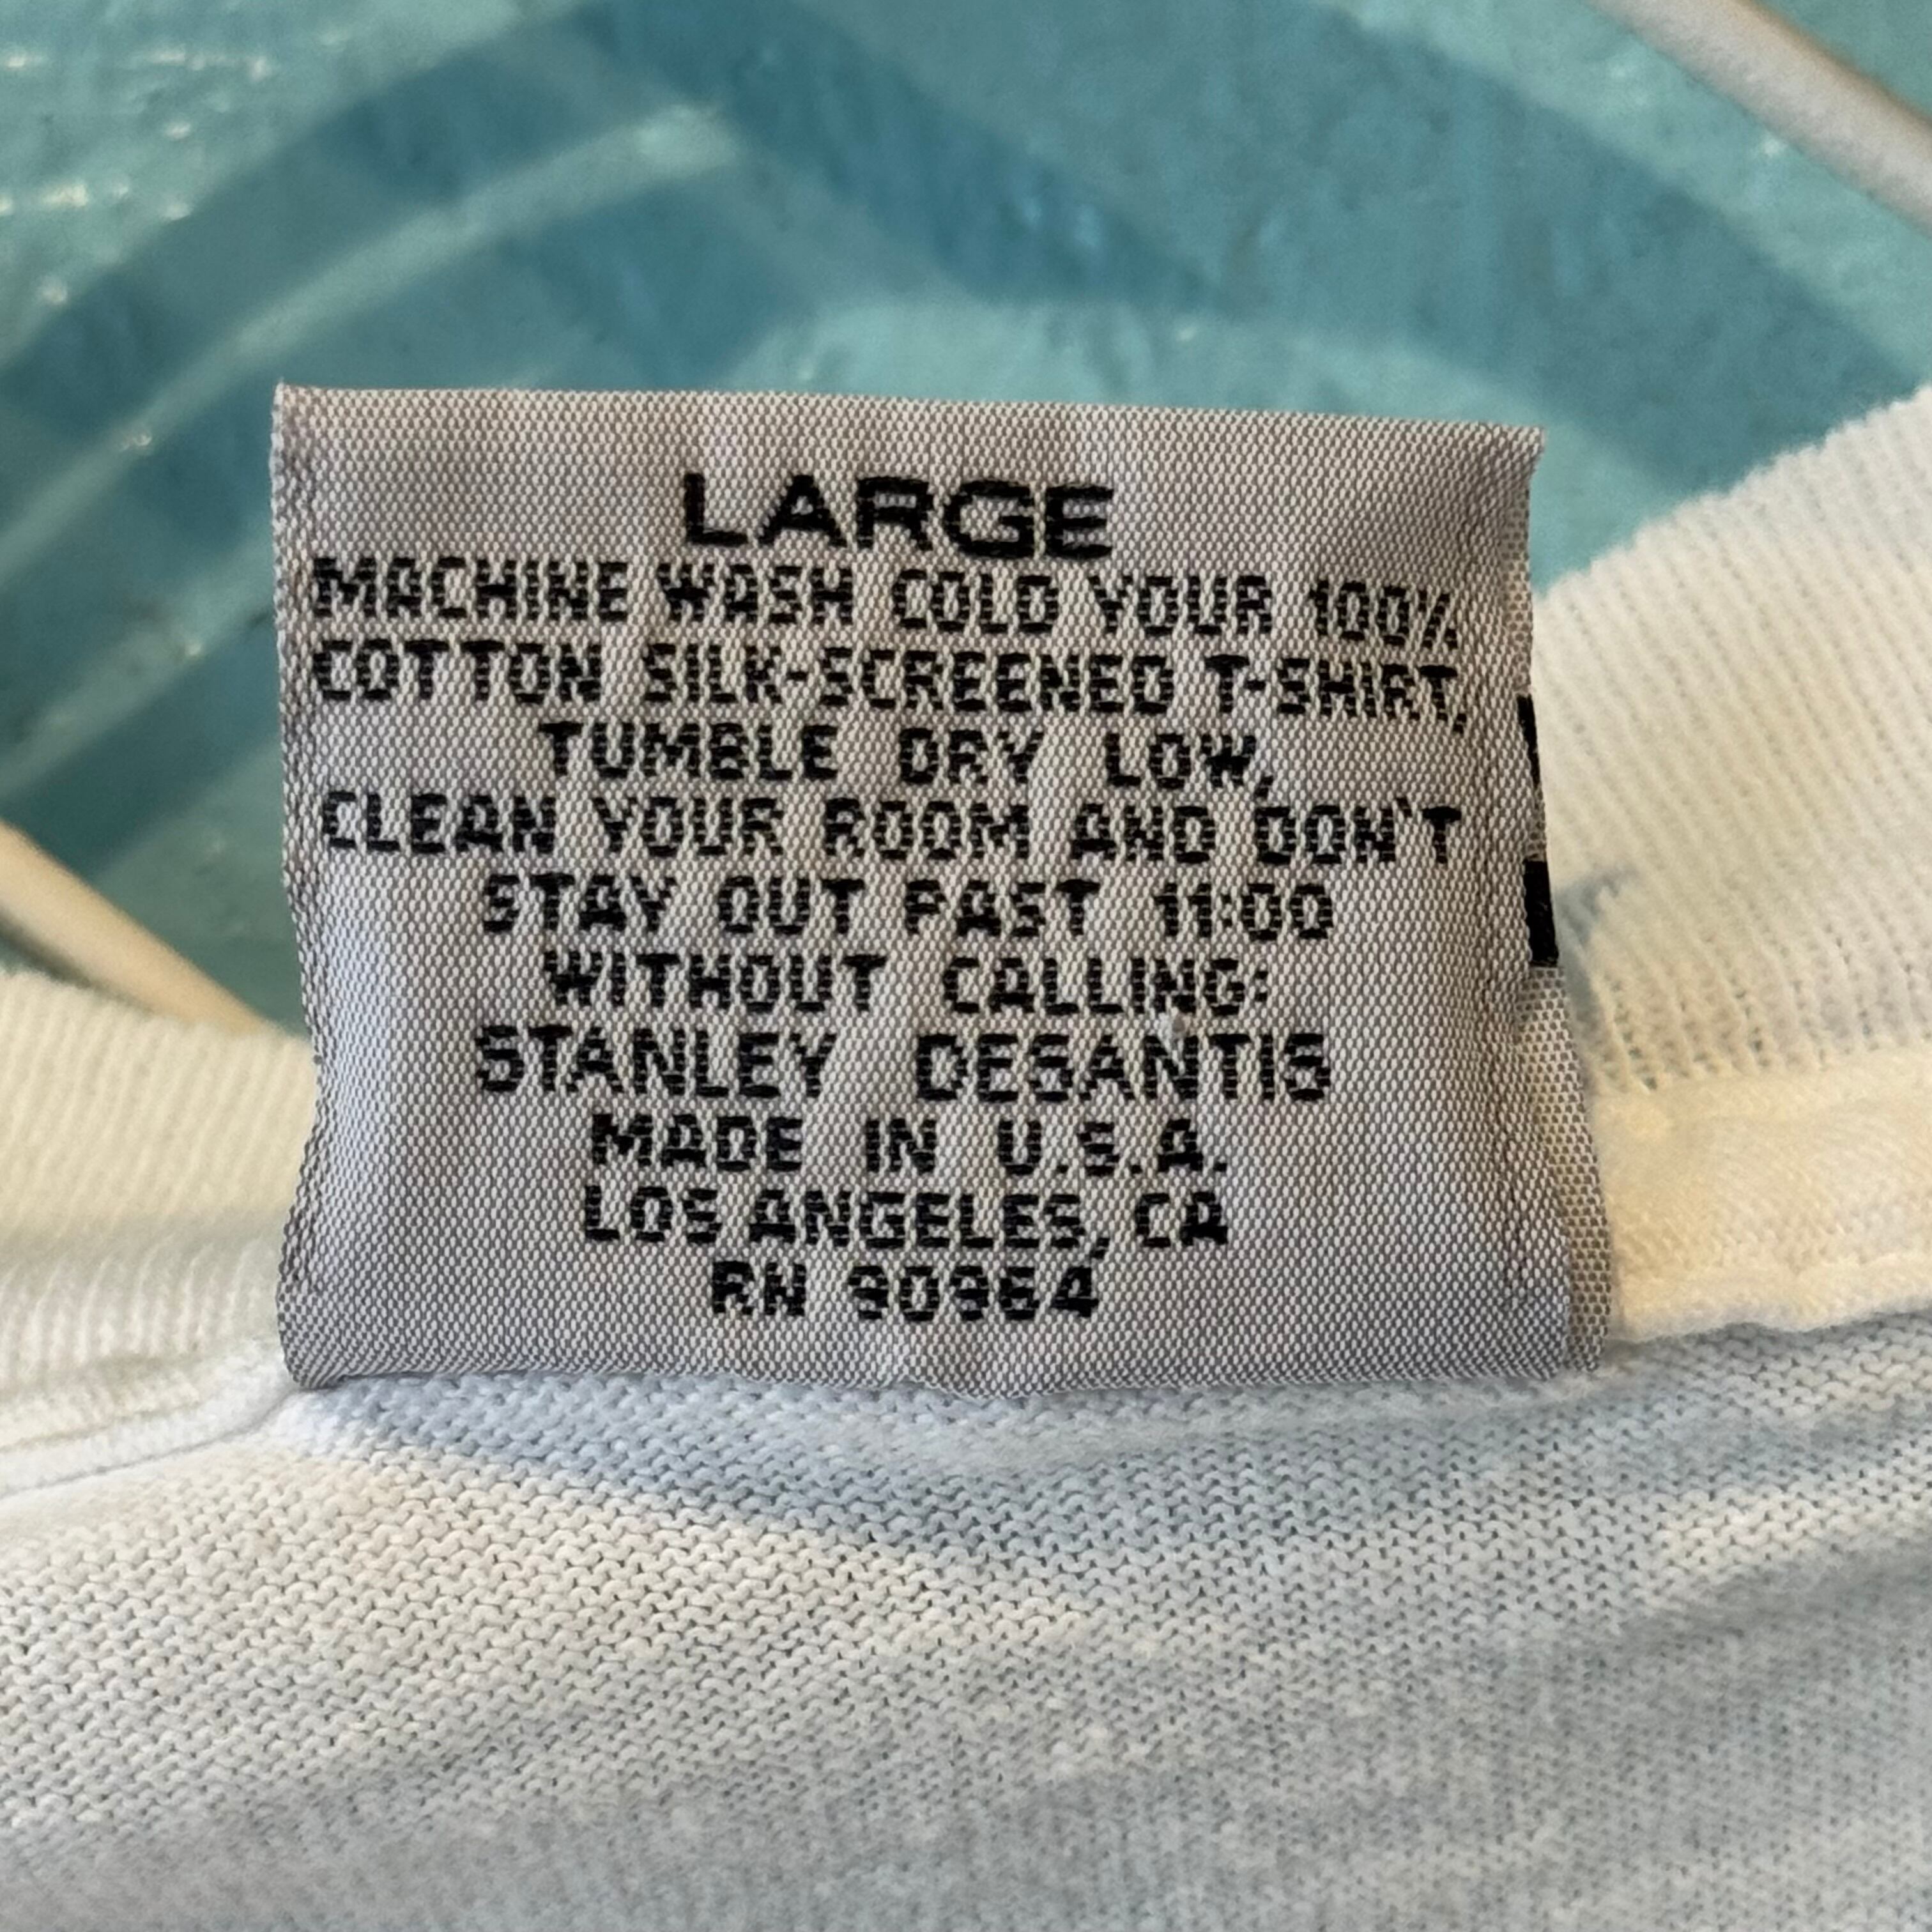 LARGE
MACHINE WASH COLD YOUR 100%
COTTON SILK-SCREENED T-SHIRT,
TUMBLE DRY LOW,
CLEAN YOUR ROOM AND DON'T
STAY OUT PAST 11:00
WITHOUT CALLING:
STANLEY DESANTIS
MADE IN U.S.A.
LOS ANGELES, CA
RN 90964